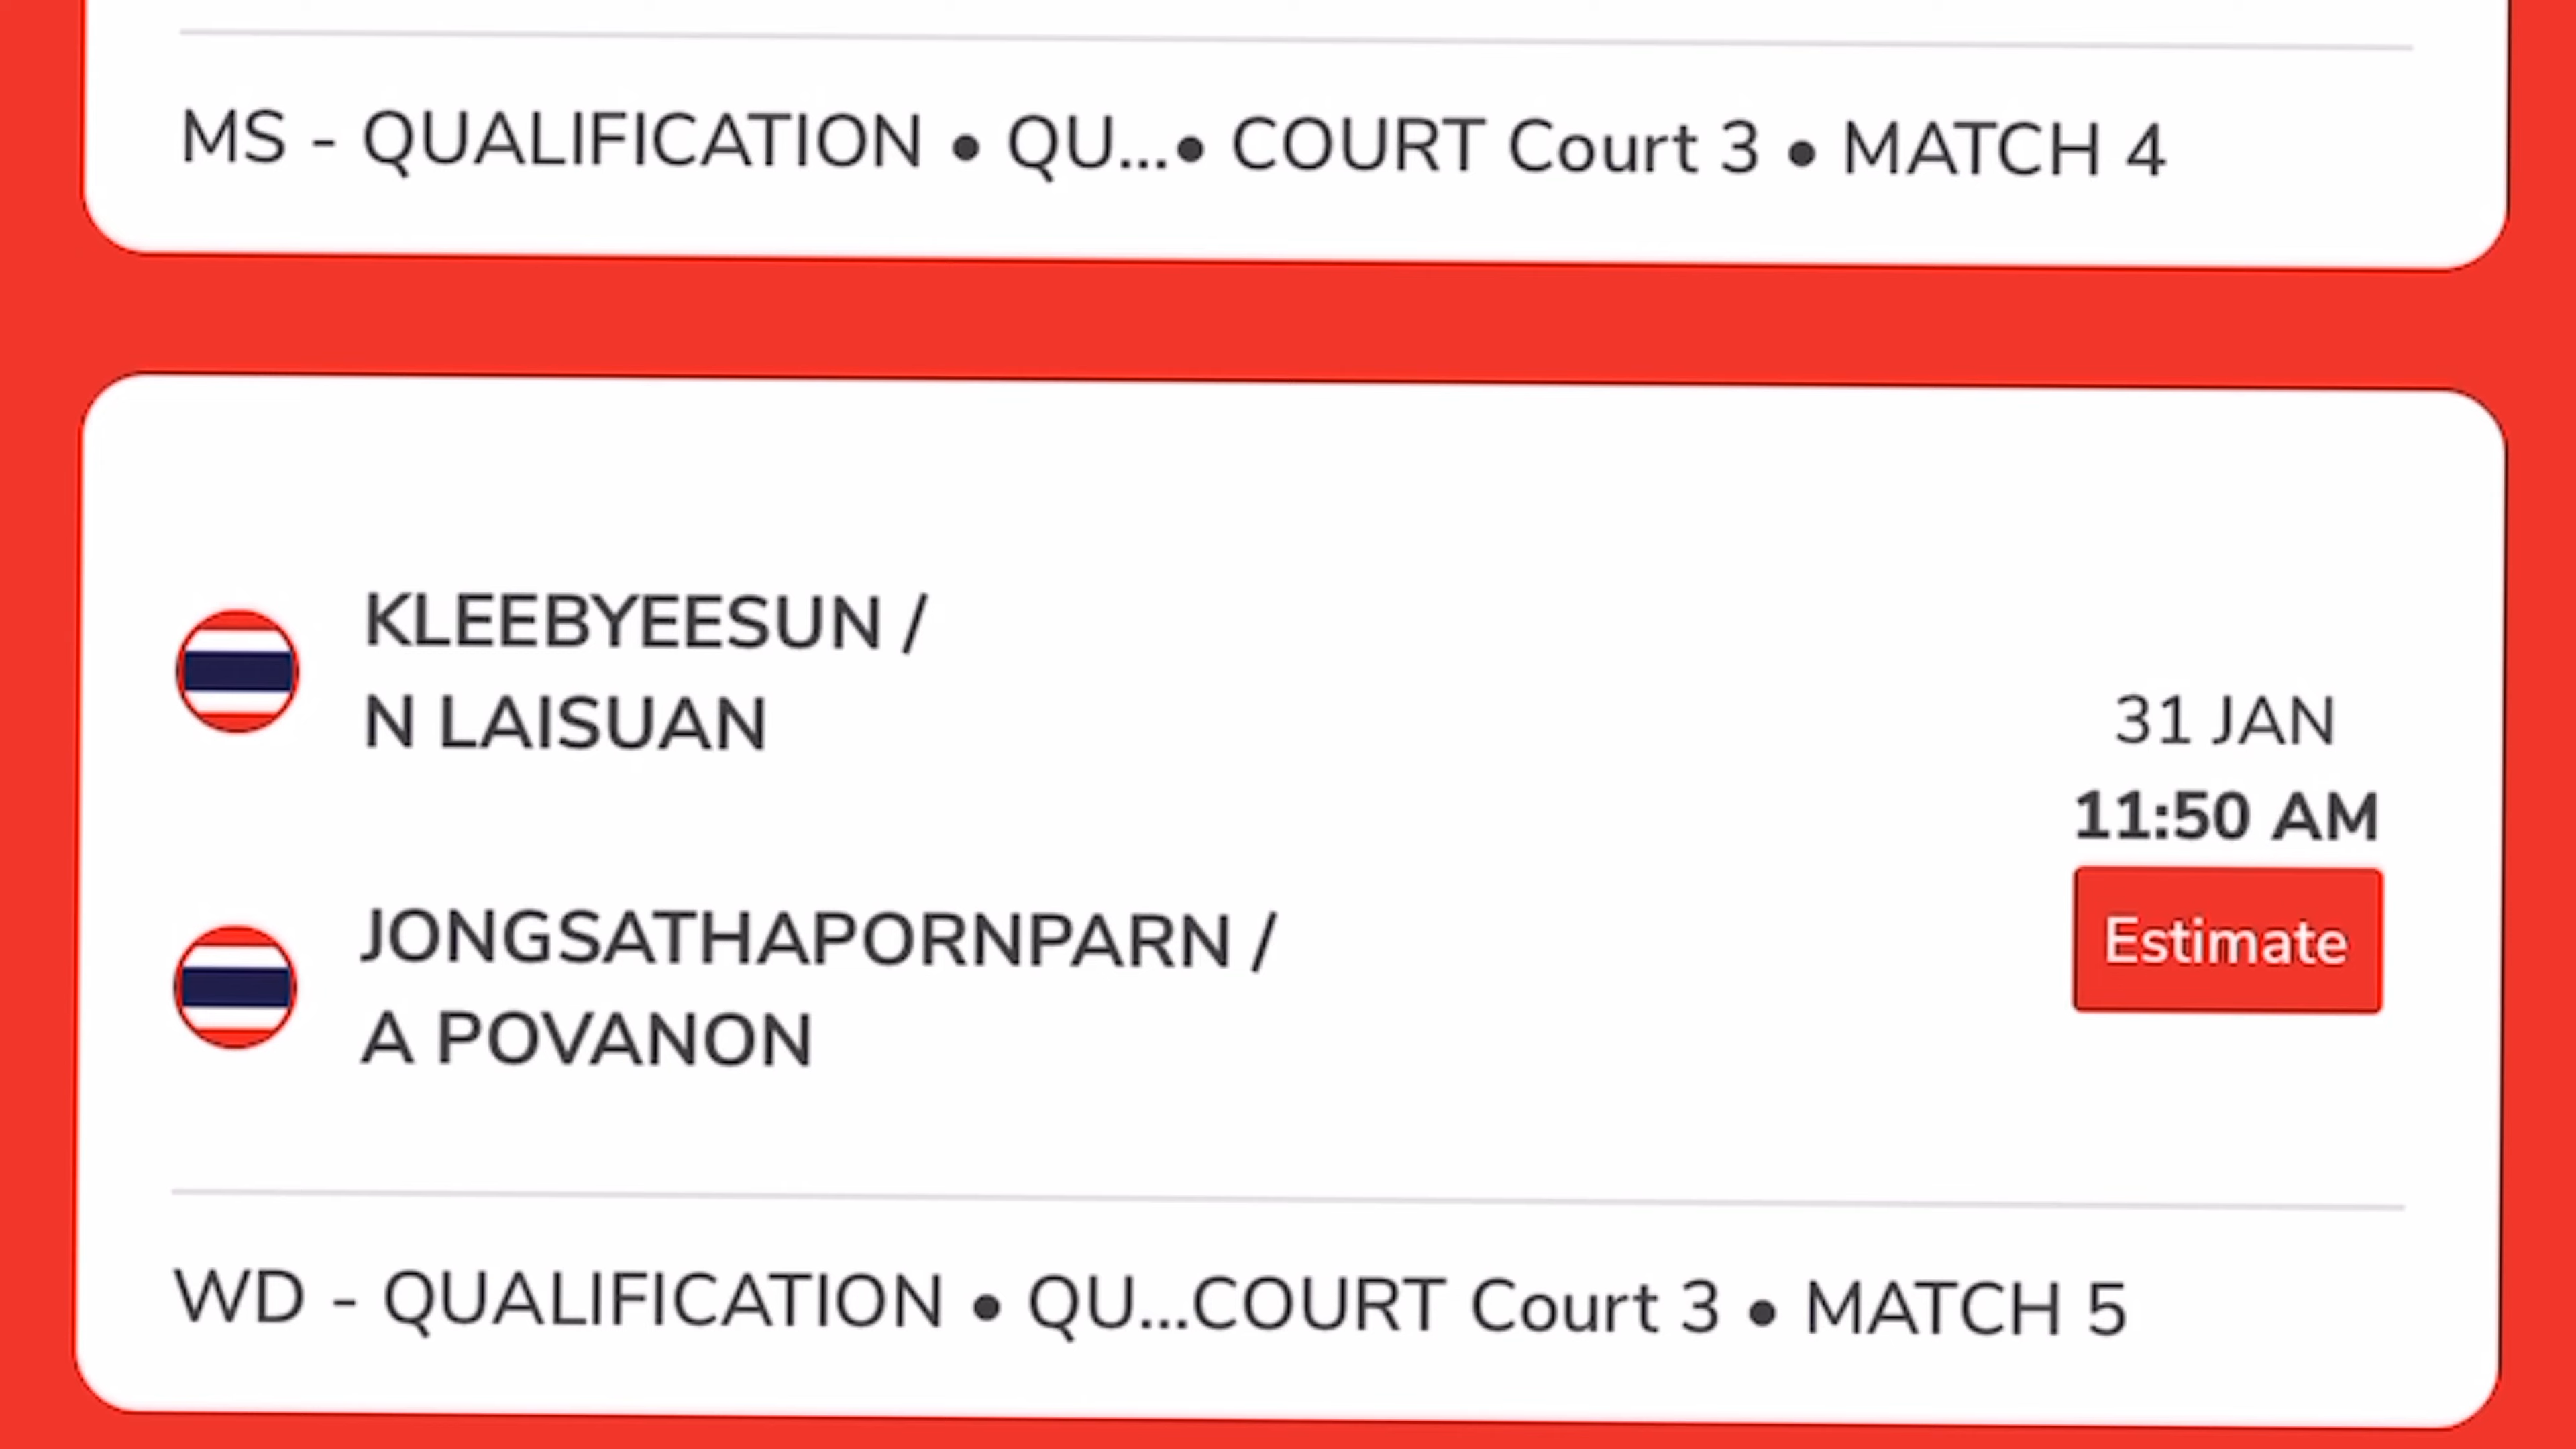 MS - QUALIFICATION • QU...• COURT Court 3 • MATCH 4
KLEEBYEESUN /
N LAISUAN
31 JAN
11:50 AM
Estimate
JONGSATHAPORNPARN /
A POVANON
WD - QUALIFICATION • QU...COURT Court 3 • MATCH 5